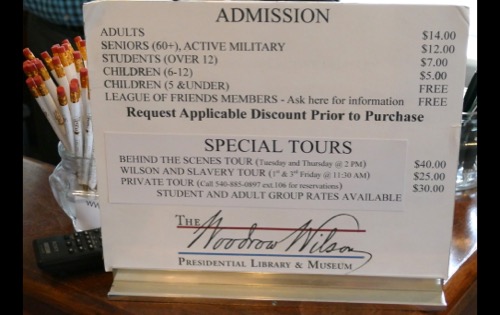 ADMISSION
ADULTS $14.00
SENIORS (60+), ACTIVE MILITARY $12.00
STUDENTS (OVER 12) $7.00
CHILDREN (6-12) $5.00
CHILDREN (5 &UNDER) FREE
LEAGUE OF FRIENDS MEMBERS - Ask here for information FREE
Request Applicable Discount Prior to Purchase
SPECIAL TOURS
BEHIND THE SCENES TOUR (Tuesday and Thursday @ 2 PM) $40.00
WILSON AND SLAVERY TOUR (1st & 3rd Friday @ 11:30 AM) $25.00
PRIVATE TOUR (Call 540-885-0897 ext.106 for reservations) $30.00
STUDENT AND ADULT GROUP RATES AVAILABLE
THE
Woodrow Wilson
PRESIDENTIAL LIBRARY & MUSEUM